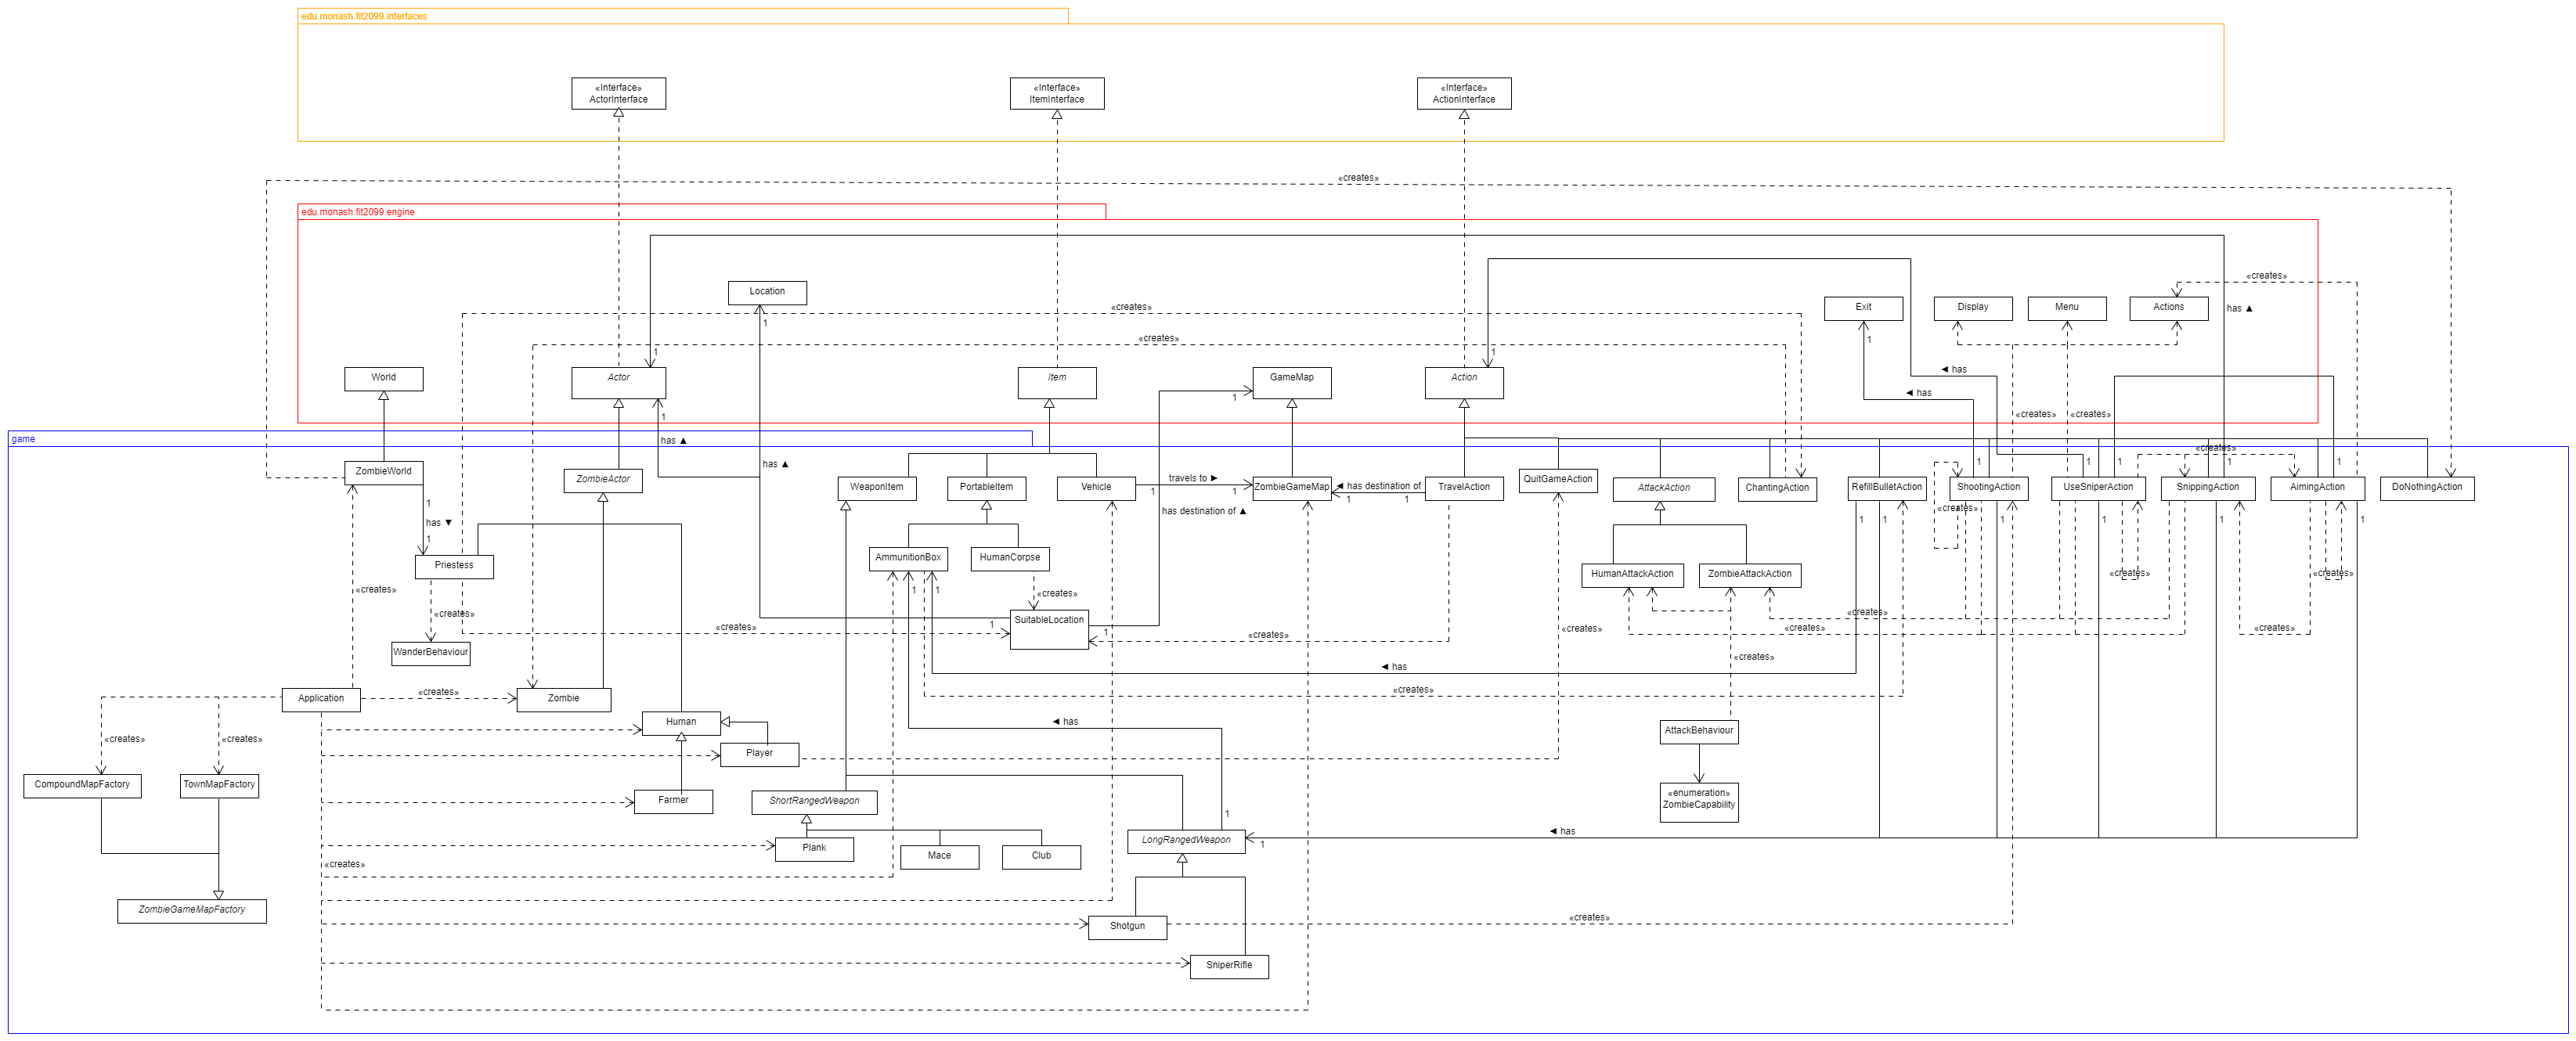 edu.monash.fit2099.interfaces
«Interface»
ActorInterface
«Interface»
ItemInterface
«Interface»
ActionInterface
«creates»
edu.monash.fit2099.engine
«creates»
Location
Exit
Display
Menu
Actions
has ▲
«creates»
1
1
«creates»
1
1
World
Actor
Item
GameMap
Action
◄ has
◄ has
1
1
«creates»
«creates»
game
has ▲
«creates»
has ▲
1
1
1
1
ZombieWorld
ZombieActor
WeaponItem
PortableItem
Vehicle
travels to ►
ZombieGameMap
◄ has destination of
TravelAction
QuitGameAction
AttackAction
ChantingAction
RefillBulletAction
ShootingAction
UseSniperAction
SnippingAction
AimingAction
DoNothingAction
1
1
1
1
1
1
«creates»
has destination of ▲
has ▼
1
1
1
1
1
1
1
1
AmmunitionBox
HumanCorpse
Priestess
HumanAttackAction
ZombieAttackAction
«creates»
«creates»
«creates»
1
1
«creates»
«creates»
«creates»
SuitableLocation
1
1
«creates»
«creates»
«creates»
«creates»
«creates»
«creates»
WanderBehaviour
«creates»
◄ has
Application
«creates»
Zombie
«creates»
Human
◄ has
AttackBehaviour
«creates»
«creates»
Player
CompoundMapFactory
TownMapFactory
«enumeration»
ZombieCapability
Farmer
ShortRangedWeapon
1
◄ has
LongRangedWeapon
1
Plank
Mace
Club
«creates»
ZombieGameMapFactory
Shotgun
«creates»
SniperRifle